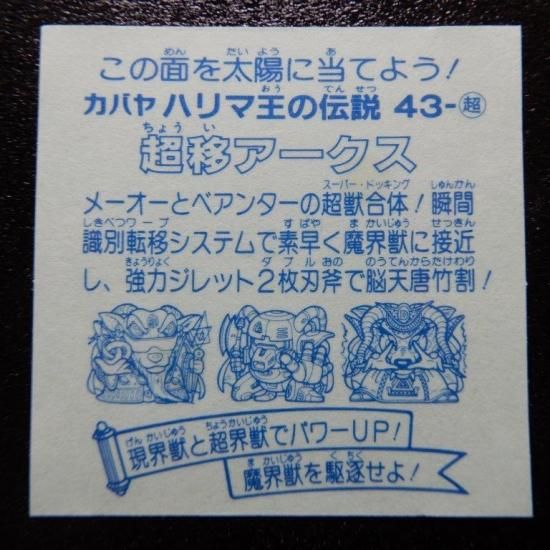 この面を太陽に当てよう!
カバヤ ハリマ王の伝説 43-超
超移アークス
メーオーとベアンターの超獣合体!瞬間
識別転移システムで素早く魔界獣に接近
し、強力ジレット2枚刃斧で脳天唐竹割!
現界獣と超界獣でパワーUP!
魔界獣を駆逐せよ!